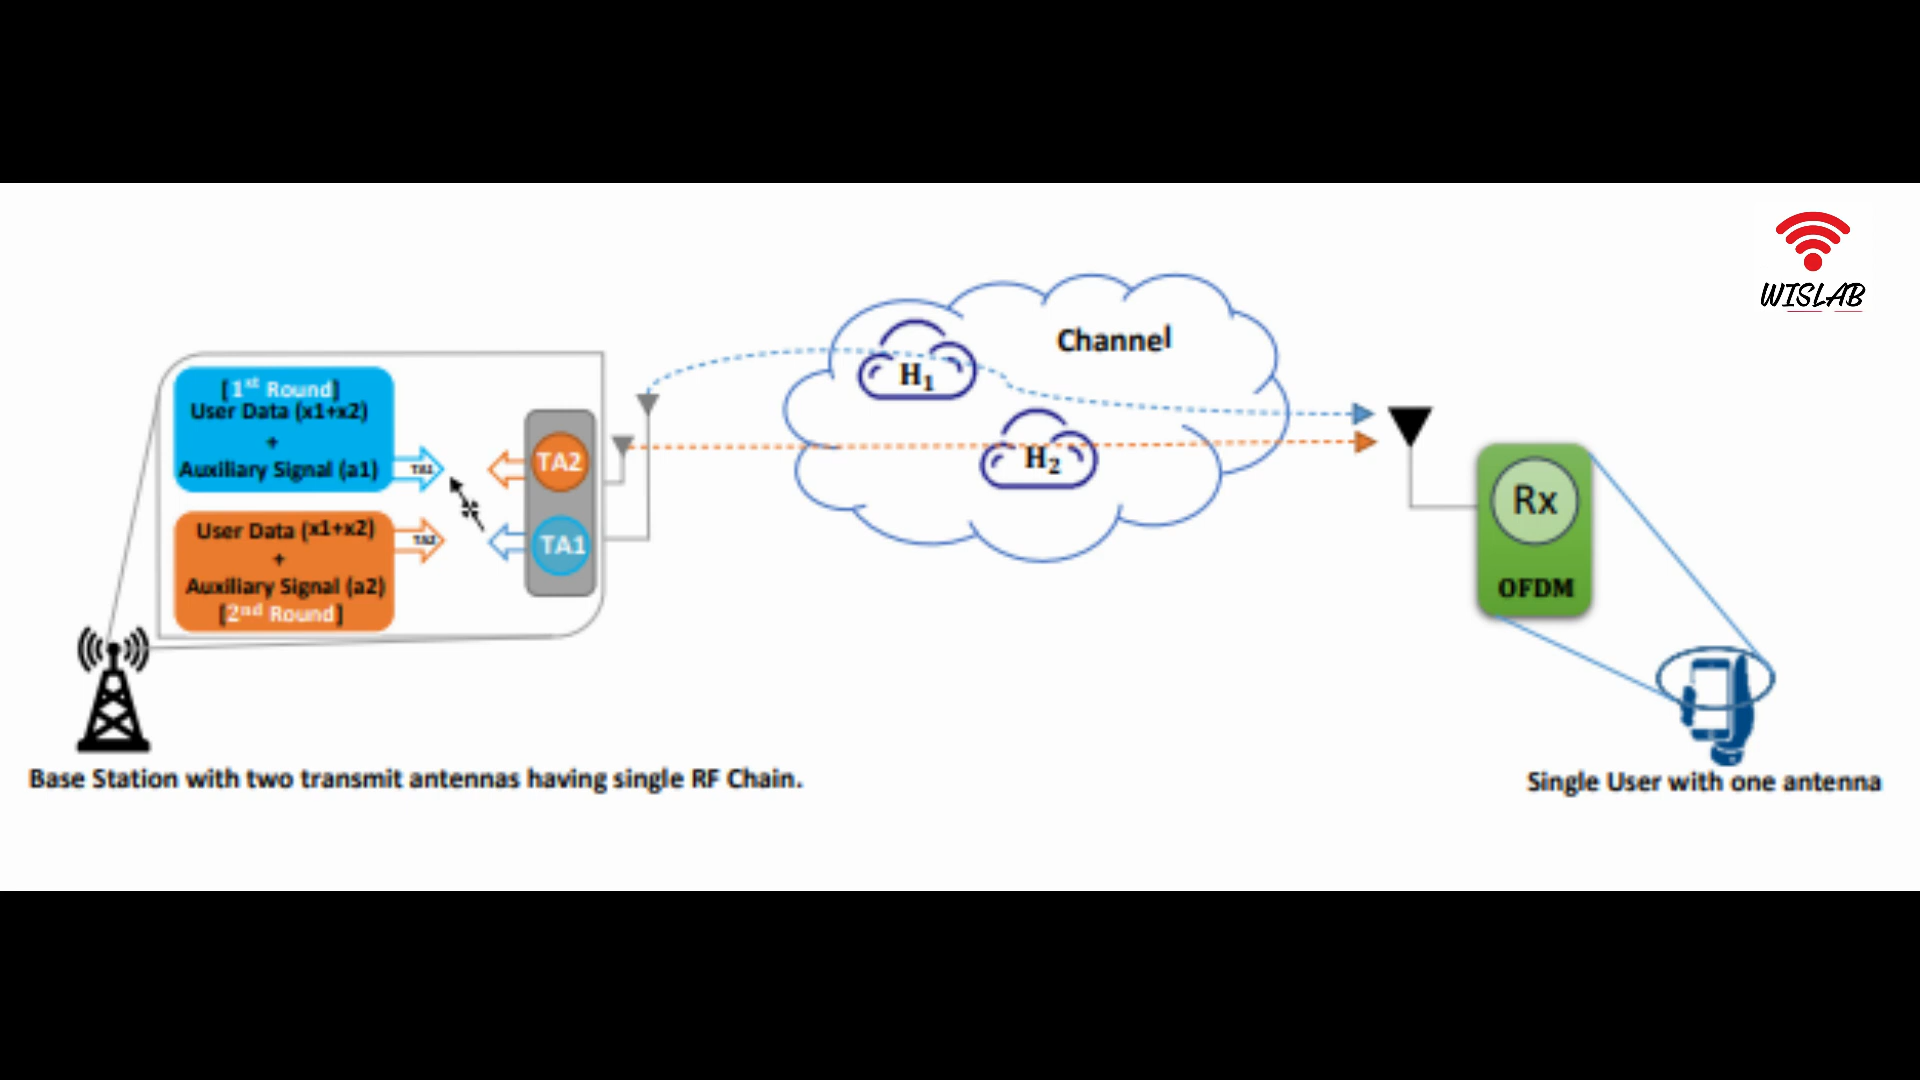 WISLAB
Channel
H1
H2
[1st Round]
User Data (x1+x2)
+
Auxiliary Signal (a1)
TA1
TA2
User Data (x1+x2)
+
Auxiliary Signal (a2)
[2nd Round]
TA2
TA1
Rx
OFDM
Base Station with two transmit antennas having single RF Chain.
Single User with one antenna